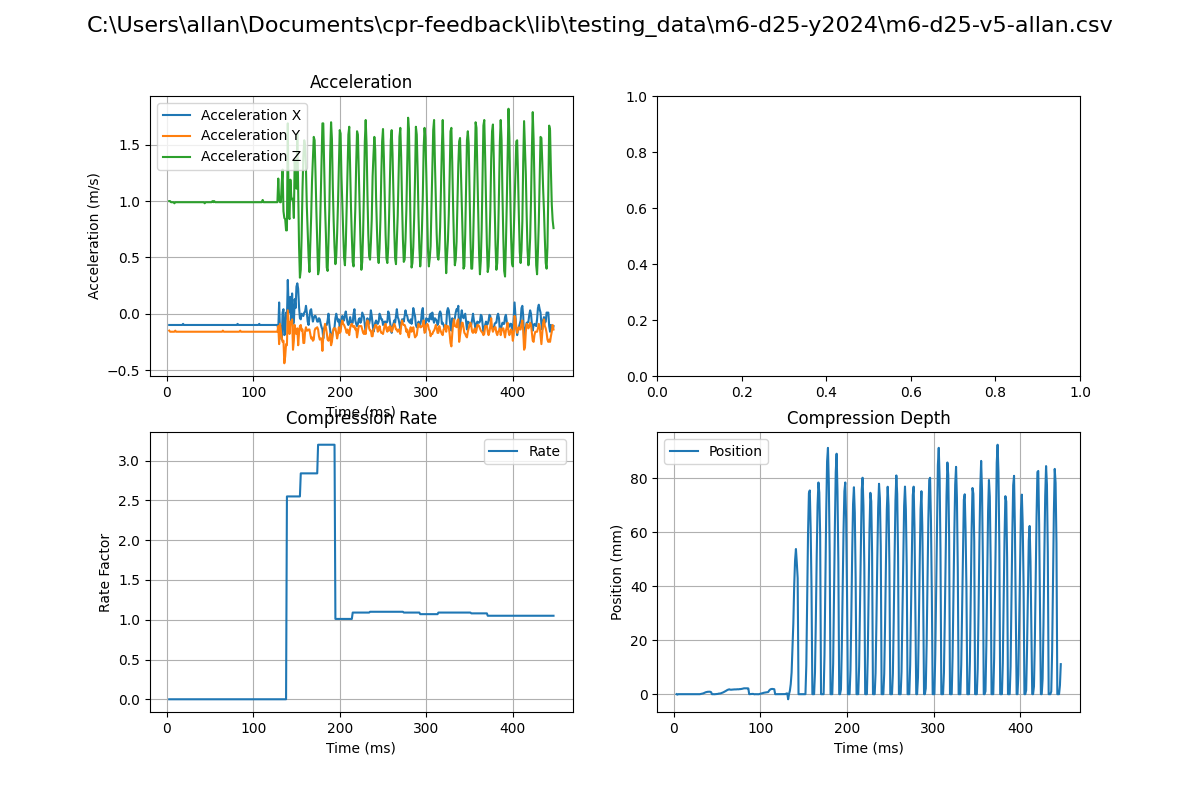 C:\Users\allan\Documents\cpr-feedback\lib\testing_data\m6-d25-y2024\m6-d25-v5-allan.csv
Acceleration
Acceleration X
Acceleration Y
Acceleration Z
Acceleration (m/s)
1.5
1.0
0.5
0.0
−0.5
0 100 200 300 400
Time (ms)
1.0
0.8
0.6
0.4
0.2
0.0
0.0 0.2 0.4 0.6 0.8 1.0
Compression Rate
Rate
Rate Factor
3.0
2.5
2.0
1.5
1.0
0.5
0.0
0 100 200 300 400
Time (ms)
Compression Depth
Position
Position (mm)
80
60
40
20
0
0 100 200 300 400
Time (ms)